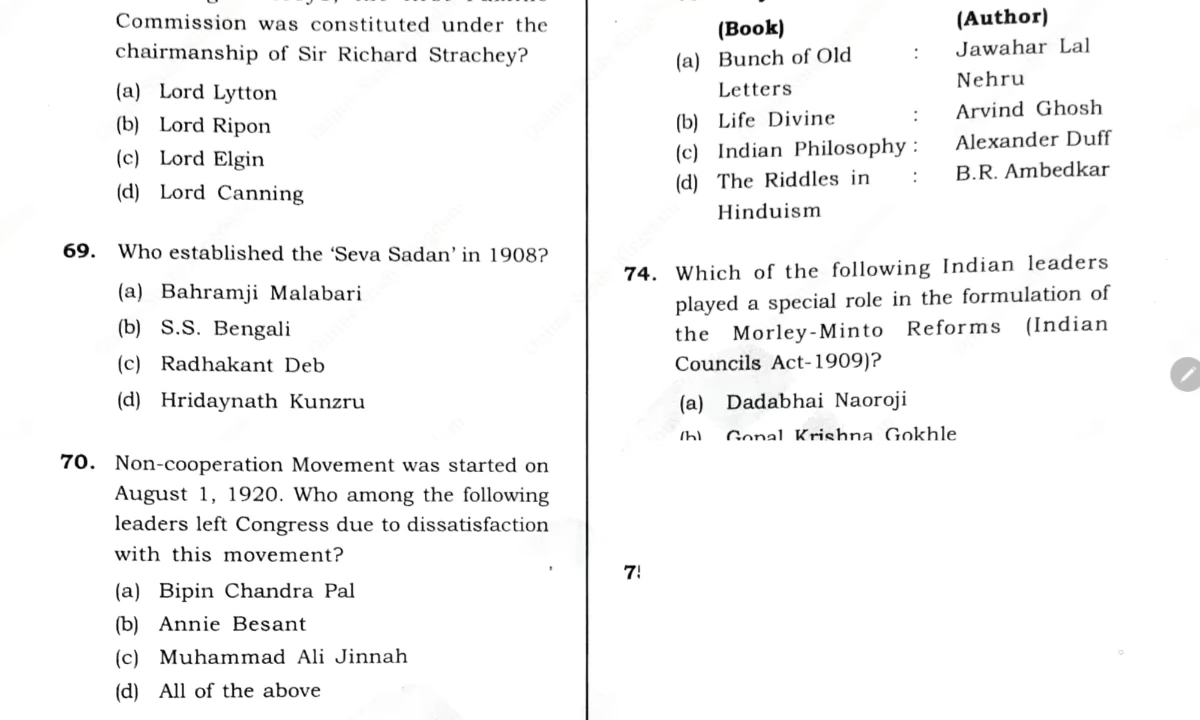 Commission was constituted under the
chairmanship of Sir Richard Strachey?
(a) Lord Lytton
(b) Lord Ripon
(c) Lord Elgin
(d) Lord Canning
69. Who established the ‘Seva Sadan’ in 1908?
(a) Bahramji Malabari
(b) S.S. Bengali
(c) Radhakant Deb
(d) Hridaynath Kunzru
70. Non-cooperation Movement was started on
August 1, 1920. Who among the following
leaders left Congress due to dissatisfaction
with this movement?
(a) Bipin Chandra Pal
(b) Annie Besant
(c) Muhammad Ali Jinnah
(d) All of the above
(Book) (Author)
(a) Bunch of Old : Jawahar Lal
Letters Nehru
(b) Life Divine : Arvind Ghosh
(c) Indian Philosophy : Alexander Duff
(d) The Riddles in : B.R. Ambedkar
Hinduism
74. Which of the following Indian leaders
played a special role in the formulation of
the Morley-Minto Reforms (Indian
Councils Act-1909)?
(a) Dadabhai Naoroji
(b) Gopal Krishna Gokhle